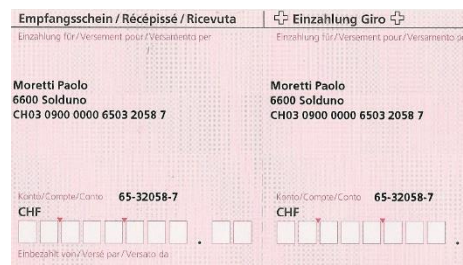 Empfangsschein / Récépissé / Ricevuta
Einzahlung für/Versement pour/Versamento per
Moretti Paolo
6600 Solduno
CH03 0900 0000 6503 2058 7
Konto/Compte/Conto 65-32058-7
CHF
.
Einbezahlt von/Versé par/Versato da
Einzahlung Giro
Einzahlung für/Versement pour/Versamento
Moretti Paolo
6600 Solduno
CH03 0900 0000 6503 2058 7
Konto/Compte/Conto 65-32058-7
CHF
.